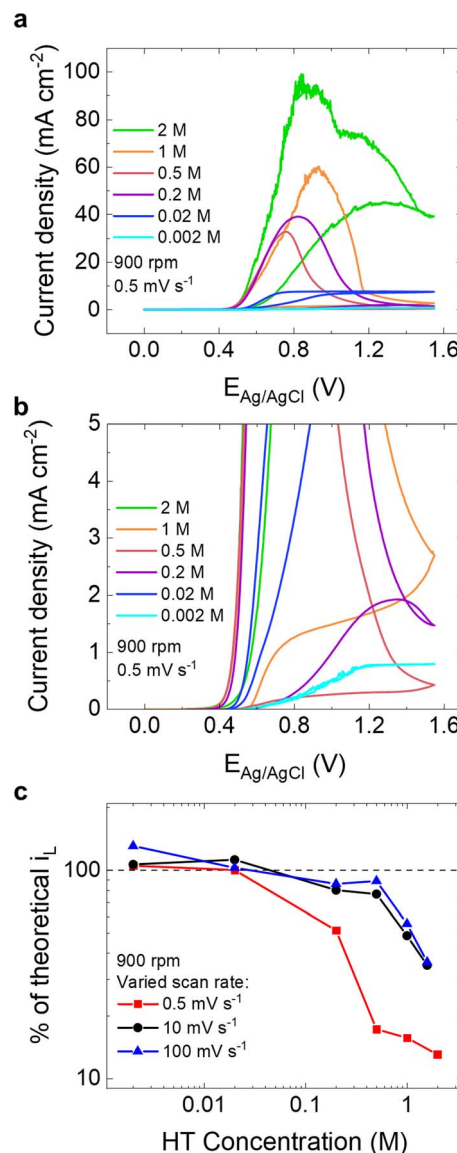 a
Current density (mA cm⁻²)
100
80
60
40
20
0
2 M
1 M
0.5 M
0.2 M
0.02 M
0.002 M
900 rpm
0.5 mV s⁻¹
0.0 0.4 0.8 1.2 1.6
E_Ag/AgCl (V)
b
Current density (mA cm⁻²)
5
4
3
2
1
0
2 M
1 M
0.5 M
0.2 M
0.02 M
0.002 M
900 rpm
0.5 mV s⁻¹
0.0 0.4 0.8 1.2 1.6
E_Ag/AgCl (V)
c
% of theoretical i_L
100
10
900 rpm
Varied scan rate:
0.5 mV s⁻¹
10 mV s⁻¹
100 mV s⁻¹
0.01 0.1 1
HT Concentration (M)